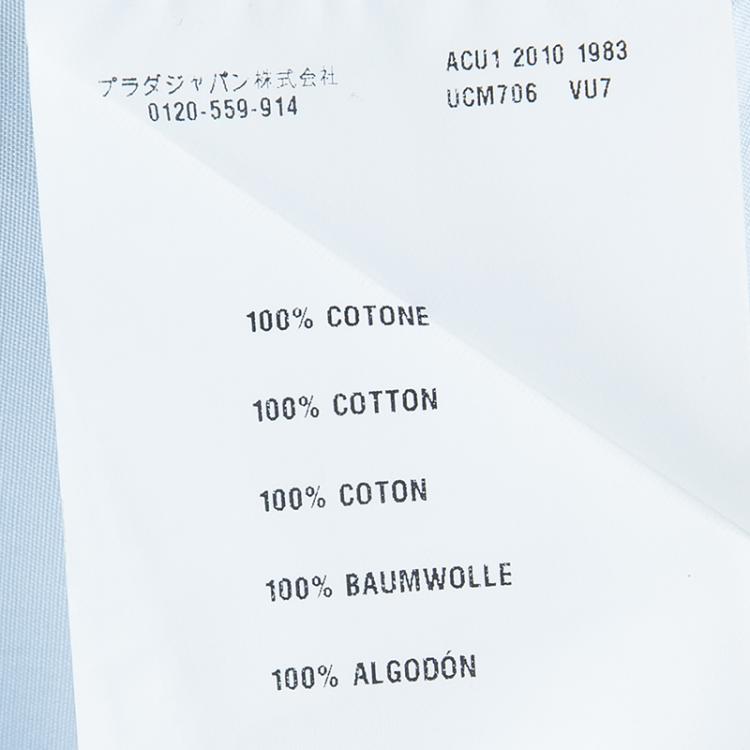 プラダジャパン株式会社
0120-559-914
ACU1 2010 1983
UCM706 VU7
100% COTONE
100% COTTON
100% COTON
100% BAUMWOLLE
100% ALGODÓN